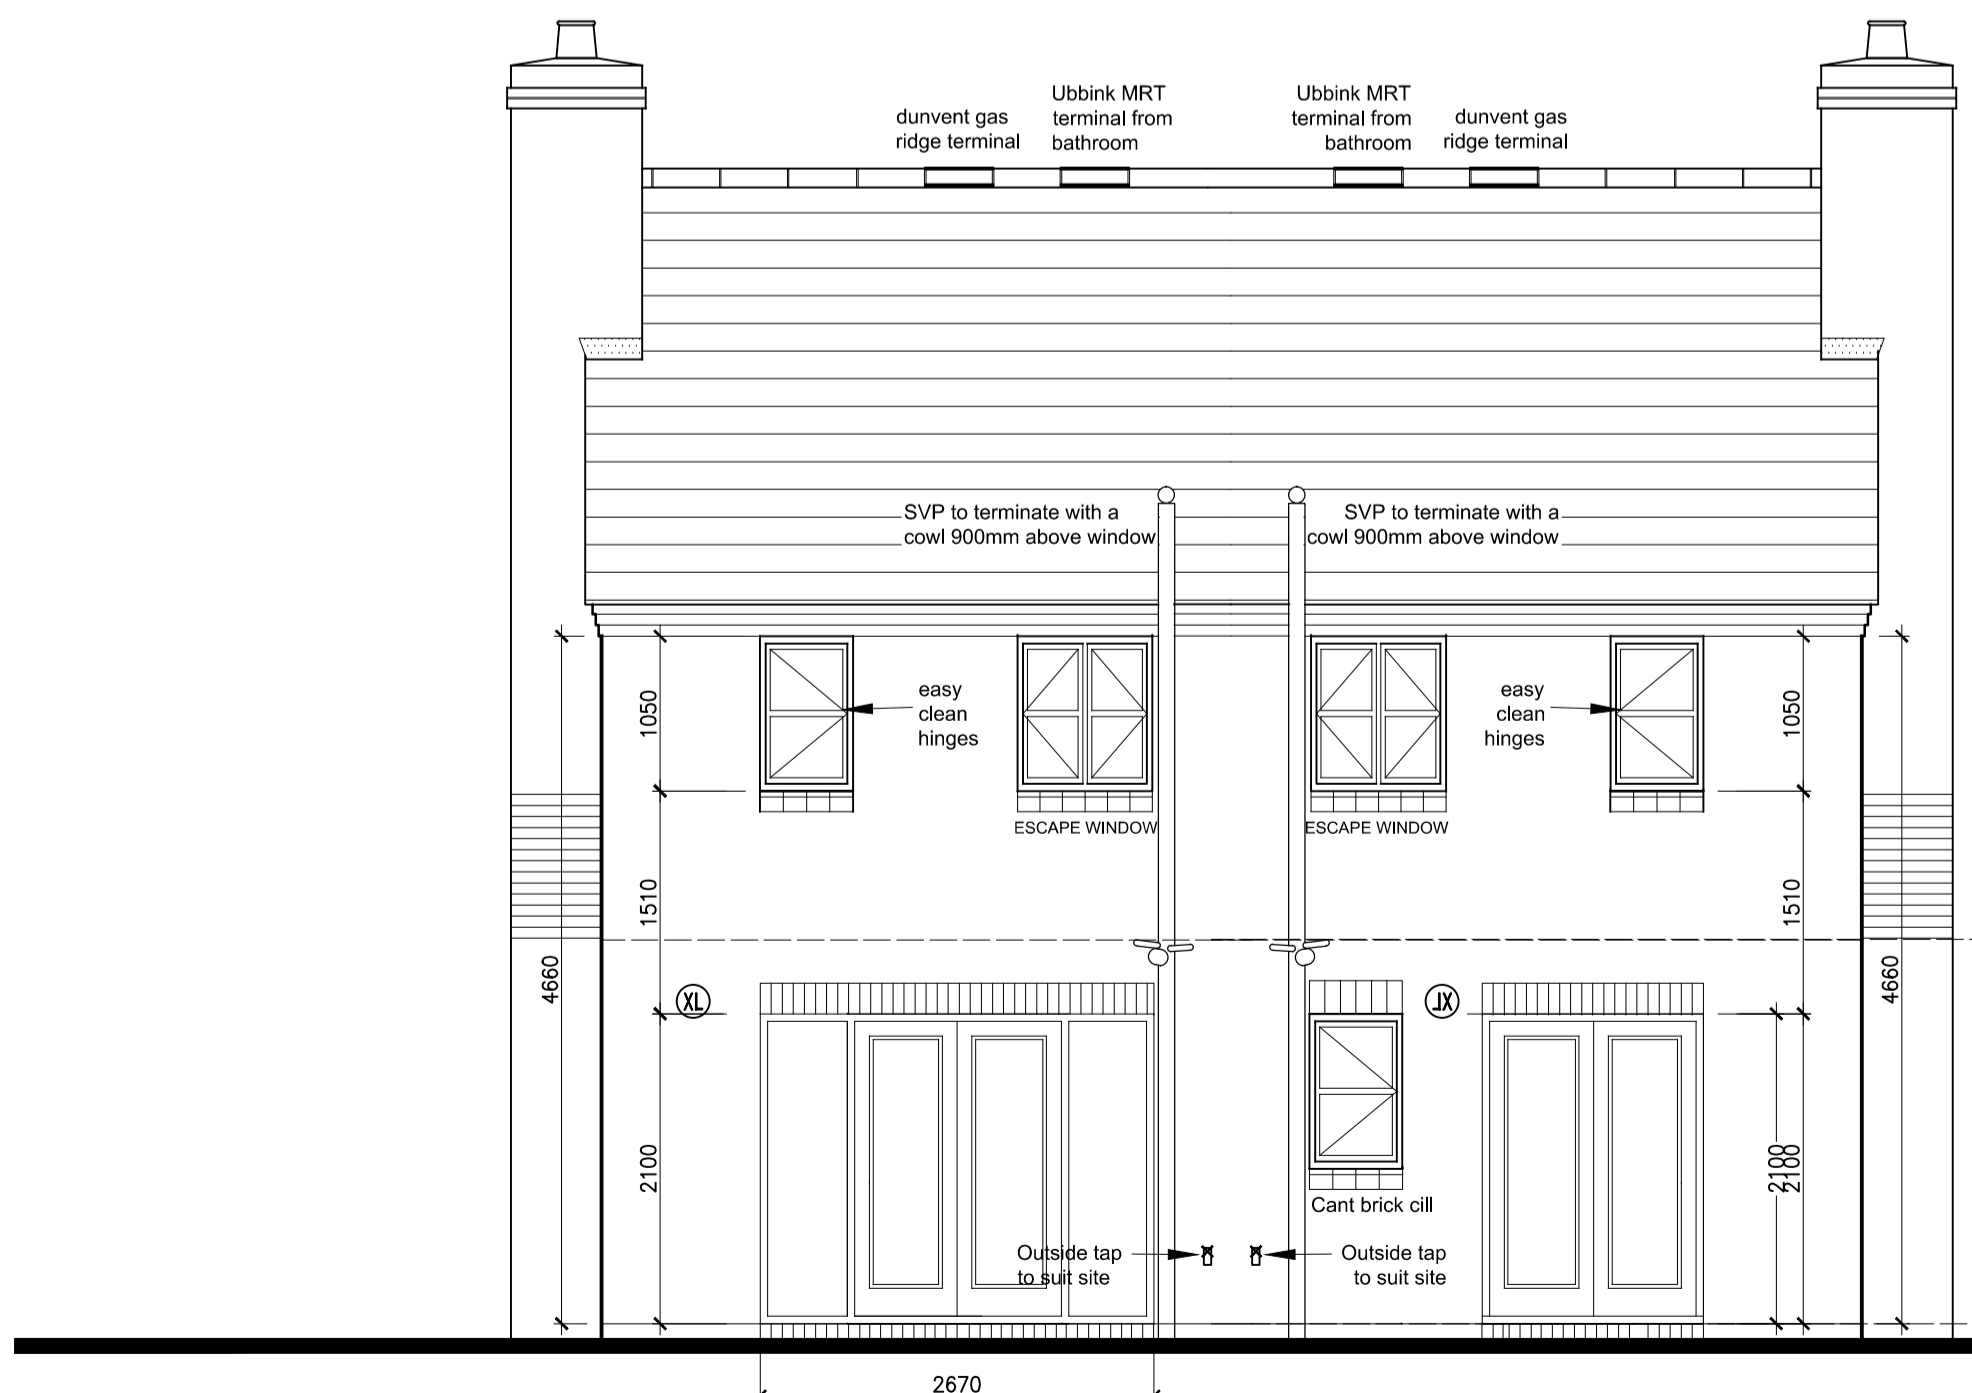 Ubbink MRT
terminal from
bathroom
Ubbink MRT
terminal from
bathroom
dunvent gas
ridge terminal
dunvent gas
ridge terminal
SVP to terminate with a
cowl 900mm above window
SVP to terminate with a
cowl 900mm above window
easy
clean
hinges
easy
clean
hinges
1050
1050
ESCAPE WINDOW
ESCAPE WINDOW
1510
1510
4660
4660
XL
XL
2100
2100
2100
Cant brick cill
Outside tap
to suit site
Outside tap
to suit site
2670